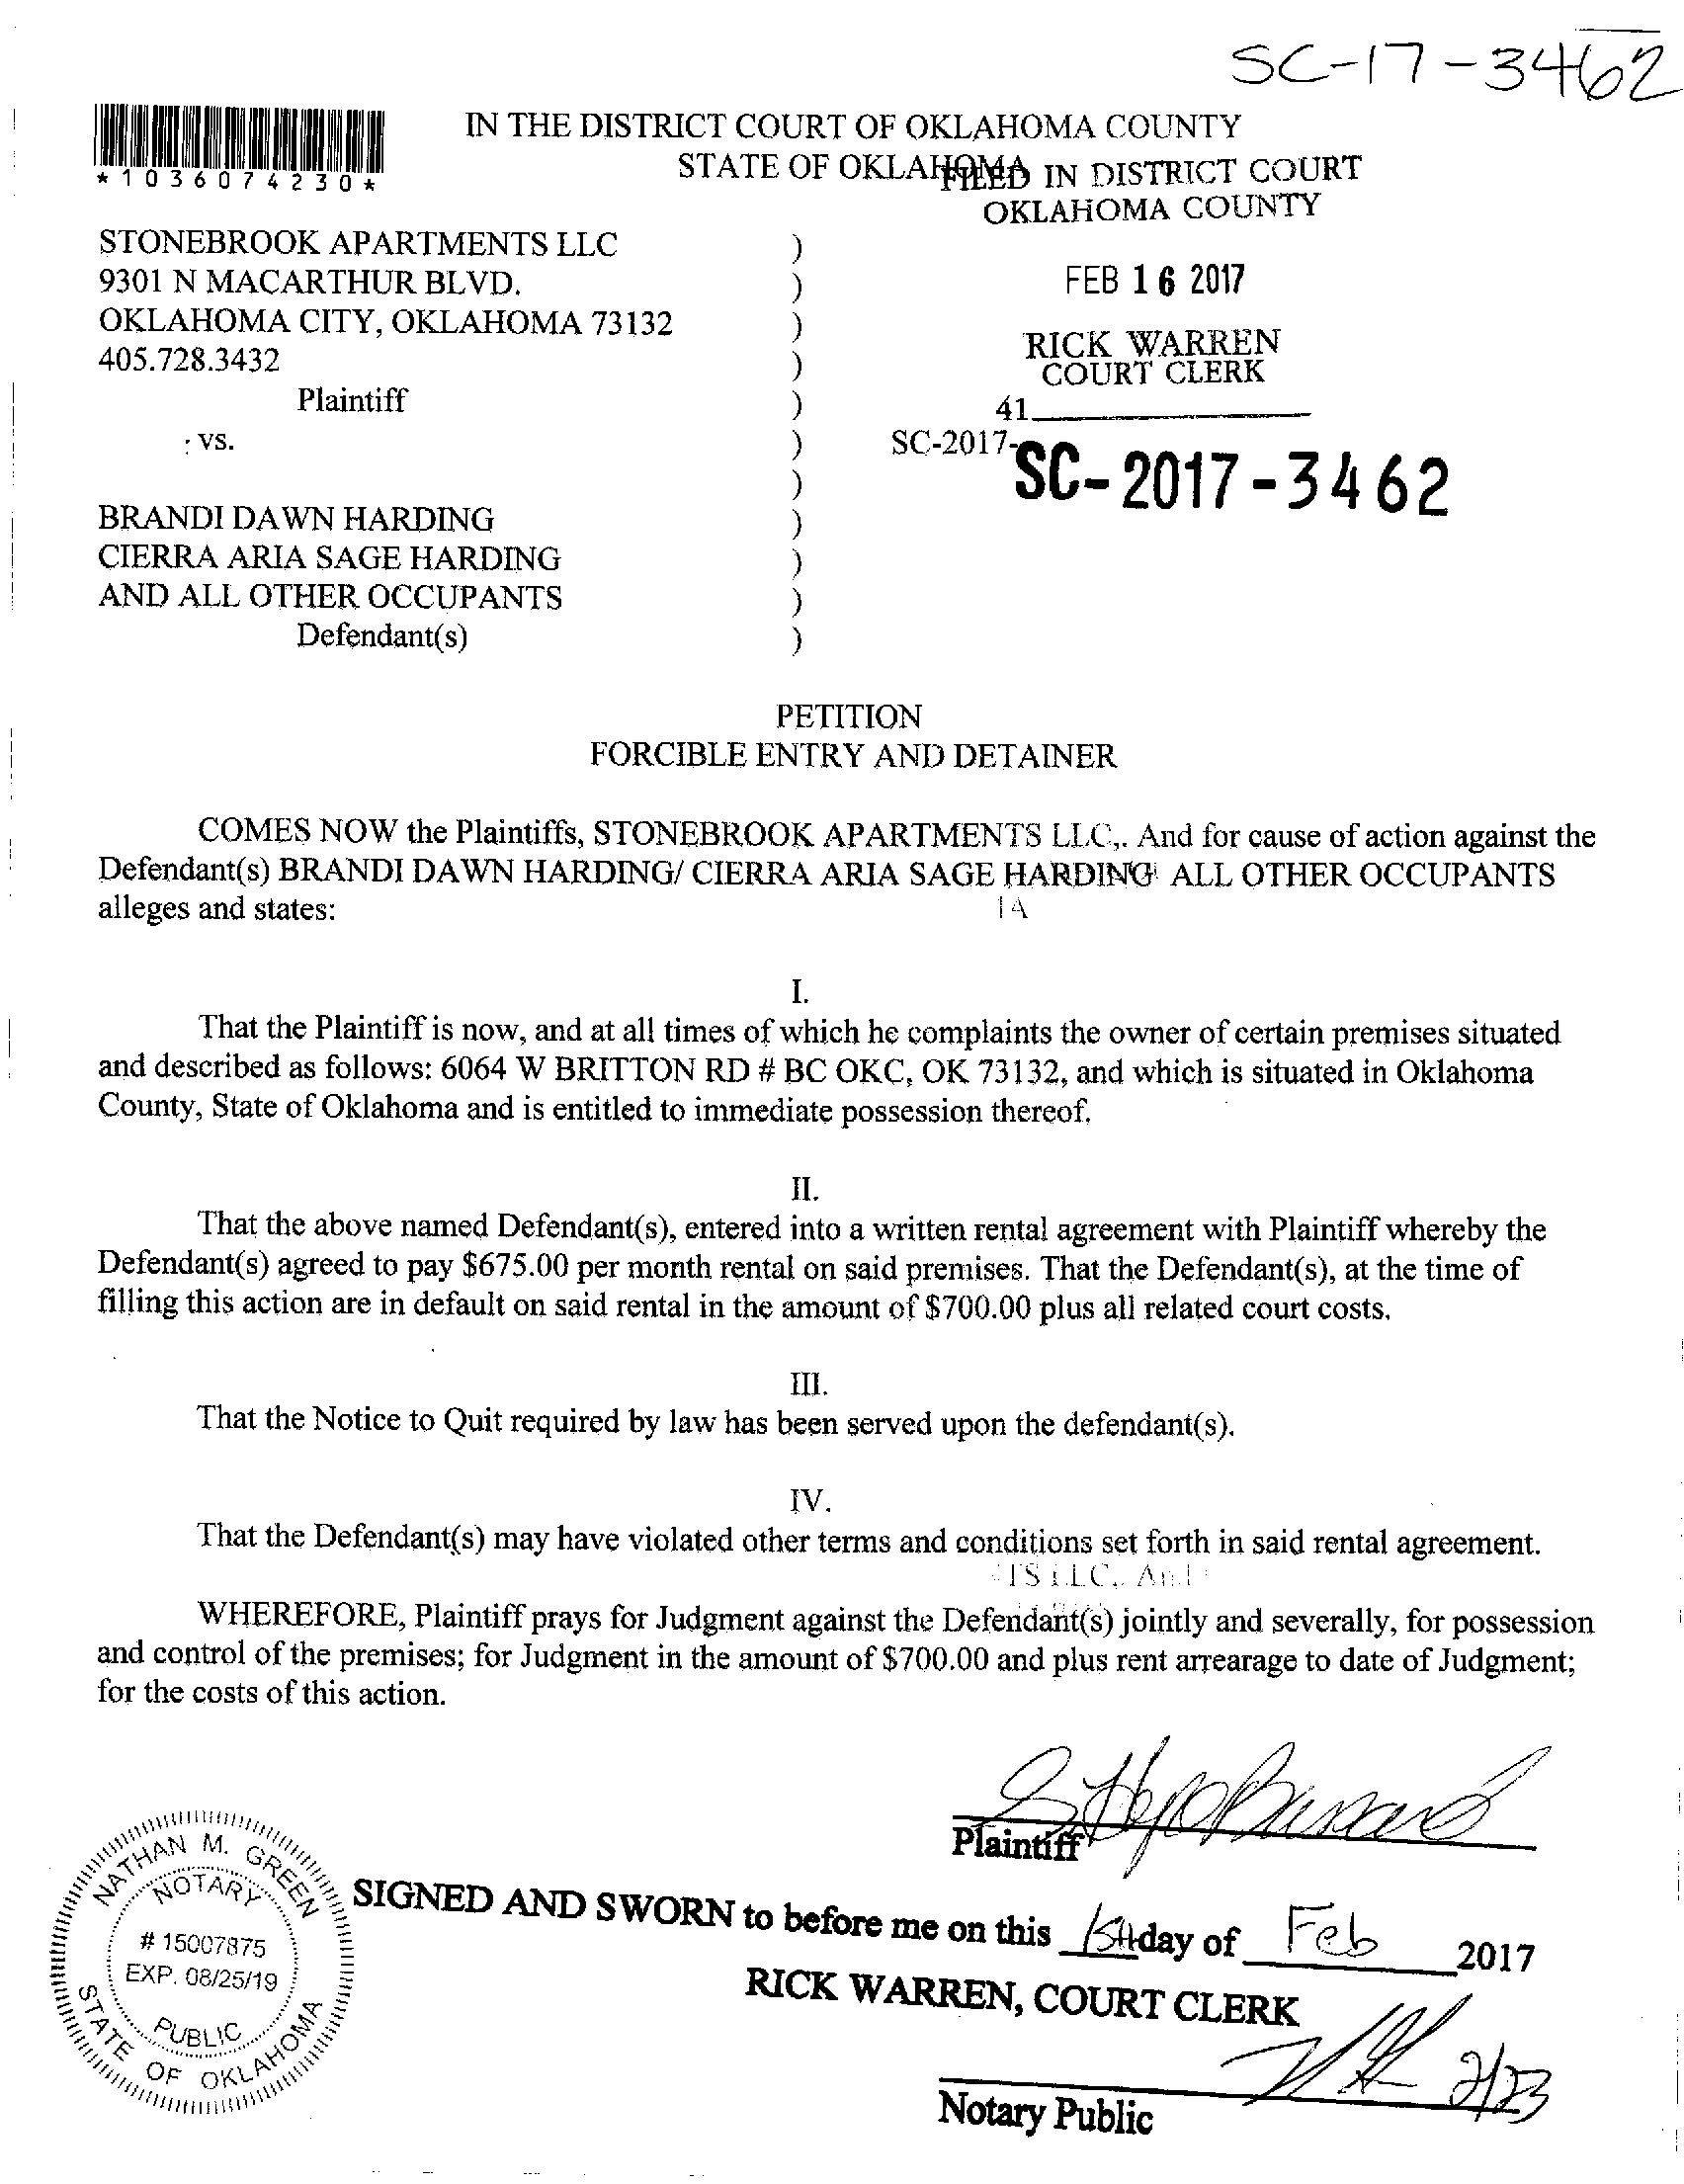 SC-17-3462
*1036074230*
IN THE DISTRICT COURT OF OKLAHOMA COUNTY
STATE OF OKLAHOMA
FILED IN DISTRICT COURT
OKLAHOMA COUNTY
FEB 16 2017
RICK WARREN
COURT CLERK
41
SC-2017-
SC-2017-3462
STONEBROOK APARTMENTS LLC )
9301 N MACARTHUR BLVD. )
OKLAHOMA CITY, OKLAHOMA 73132 )
405.728.3432 )
Plaintiff )
vs. )
)
BRANDI DAWN HARDING )
CIERRA ARIA SAGE HARDING )
AND ALL OTHER OCCUPANTS )
Defendant(s) )
PETITION
FORCIBLE ENTRY AND DETAINER
COMES NOW the Plaintiffs, STONEBROOK APARTMENTS LLC,. And for cause of action against the
Defendant(s) BRANDI DAWN HARDING/ CIERRA ARIA SAGE HARDING ALL OTHER OCCUPANTS
alleges and states:
I.
That the Plaintiff is now, and at all times of which he complaints the owner of certain premises situated
and described as follows: 6064 W BRITTON RD # BC OKC, OK 73132, and which is situated in Oklahoma
County, State of Oklahoma and is entitled to immediate possession thereof.
II.
That the above named Defendant(s), entered into a written rental agreement with Plaintiff whereby the
Defendant(s) agreed to pay $675.00 per month rental on said premises. That the Defendant(s), at the time of
filling this action are in default on said rental in the amount of $700.00 plus all related court costs.
III.
That the Notice to Quit required by law has been served upon the defendant(s).
IV.
That the Defendant(s) may have violated other terms and conditions set forth in said rental agreement.
TS LLC,. And
WHEREFORE, Plaintiff prays for Judgment against the Defendant(s) jointly and severally, for possession
and control of the premises; for Judgment in the amount of $700.00 and plus rent arrearage to date of Judgment;
for the costs of this action.
Plaintiff
NATHAN M. GREEN
NOTARY
# 15007875
EXP. 08/25/19
PUBLIC
STATE OF OKLAHOMA
SIGNED AND SWORN to before me on this 15th day of Feb 2017
RICK WARREN, COURT CLERK
2/23
Notary Public